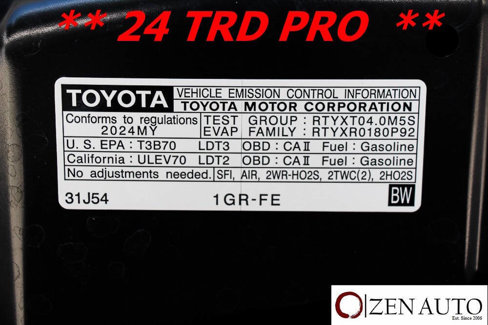 ** 24 TRD PRO **
TOYOTA VEHICLE EMISSION CONTROL INFORMATION
TOYOTA MOTOR CORPORATION
Conforms to regulations TEST GROUP : RTYXT04.0M5S
2024MY EVAP FAMILY : RTYXR0180P92
U. S. EPA : T3B70 LDT3 OBD : CA II Fuel : Gasoline
California : ULEV70 LDT2 OBD : CA II Fuel : Gasoline
No adjustments needed. SFI, AIR, 2WR-HO2S, 2TWC(2), 2HO2S
31J54 1GR-FE BW
ZEN AUTO
Est. Since 2006